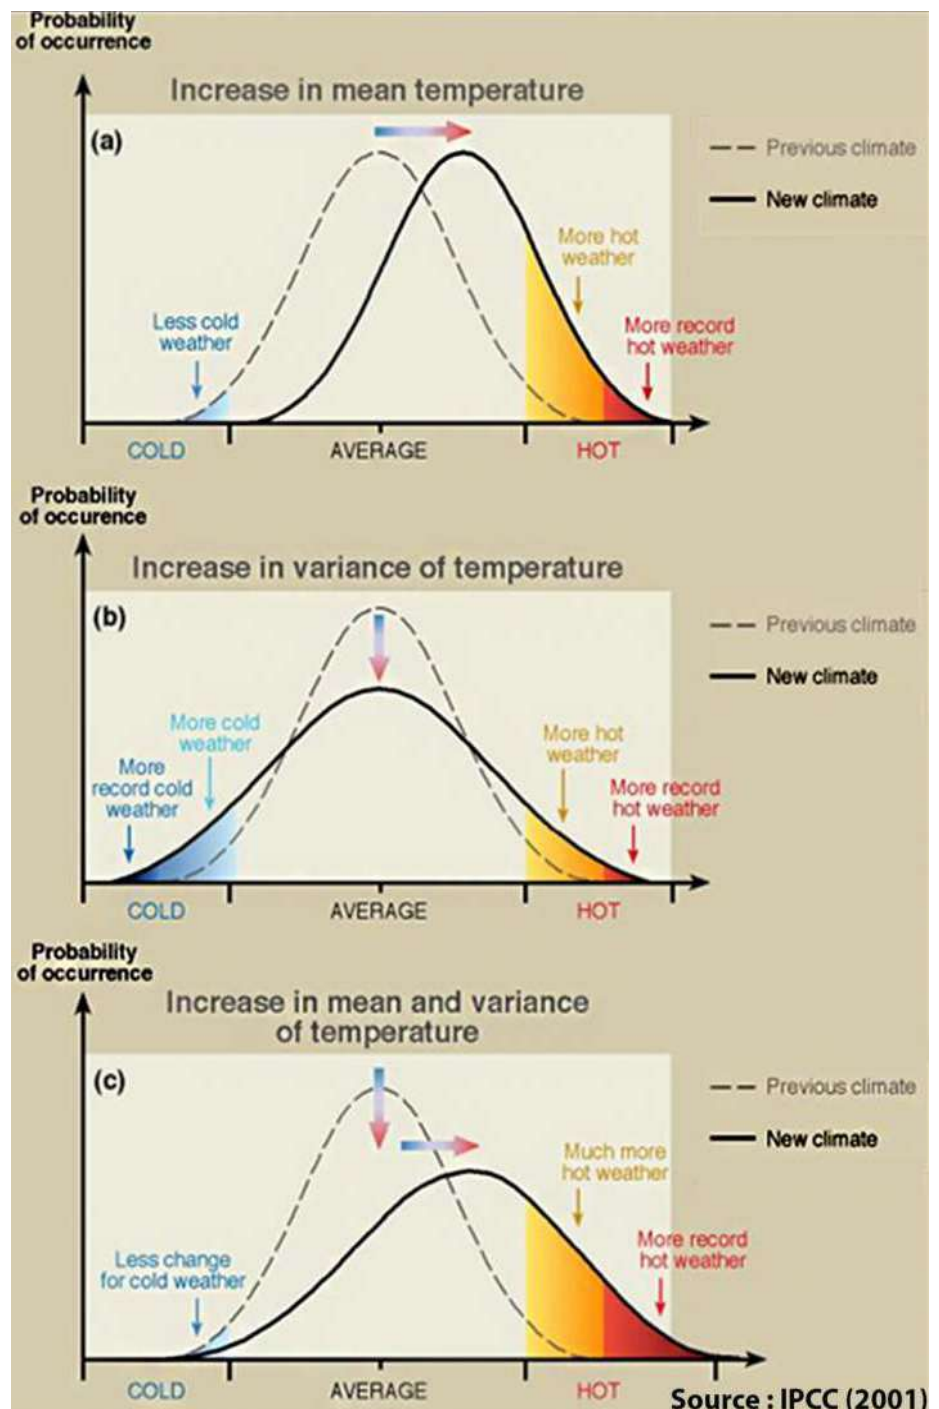 Probability
of occurrence
Increase in mean temperature
(a)
Previous climate
New climate
More hot
weather
Less cold
weather
More record
hot weather
COLD
AVERAGE
HOT
Probability
of occurence
Increase in variance of temperature
(b)
Previous climate
New climate
More cold
weather
More hot
weather
More
record cold
weather
More record
hot weather
COLD
AVERAGE
HOT
Probability
of occurrence
Increase in mean and variance
of temperature
(c)
Previous climate
New climate
Much more
hot weather
More record
hot weather
Less change
for cold weather
COLD
AVERAGE
HOT
Source : IPCC (2001)